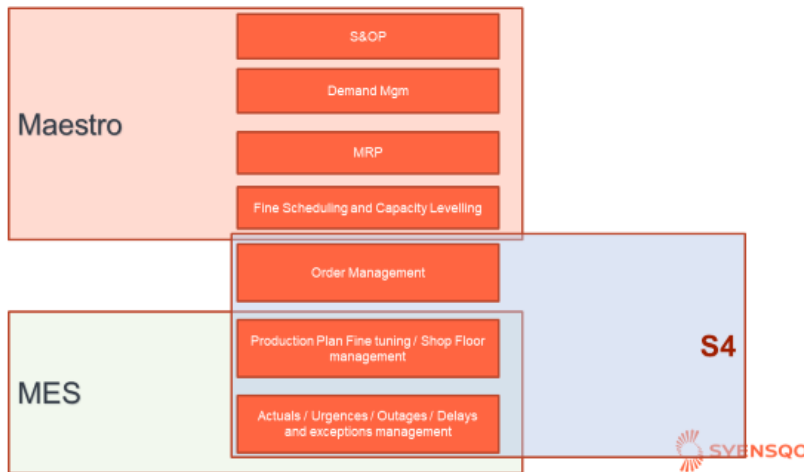 S&OP
Demand Mgm
Maestro
MRP
Fine Scheduling and Capacity Levelling
Order Management
Production Plan Fine tuning / Shop Floor
management
S4
MES
Actuals / Urgences / Outages / Delays
and exceptions management
SYENSQO